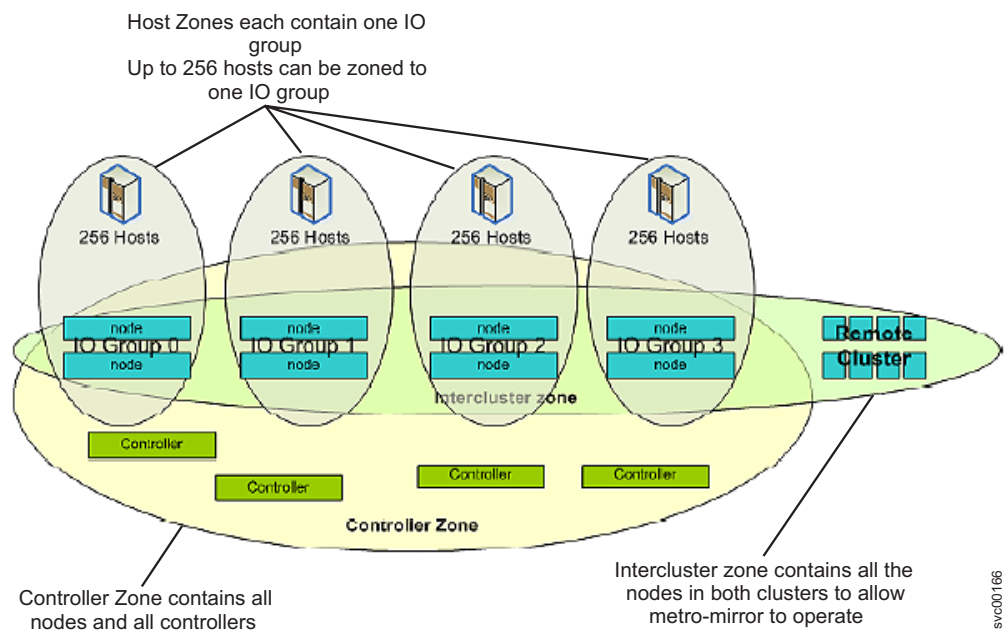 Host Zones each contain one IO
group
Up to 256 hosts can be zoned to
one IO group
256 Hosts
256 Hosts
256 Hosts
256 Hosts
node
IO Group 0
node
node
IO Group 1
node
node
IO Group 2
node
node
IO Group 3
node
Remote
Cluster
Intercluster zone
Controller
Controller
Controller
Controller
Controller Zone
Controller Zone contains all
nodes and all controllers
Intercluster zone contains all the
nodes in both clusters to allow
metro-mirror to operate
svc00166